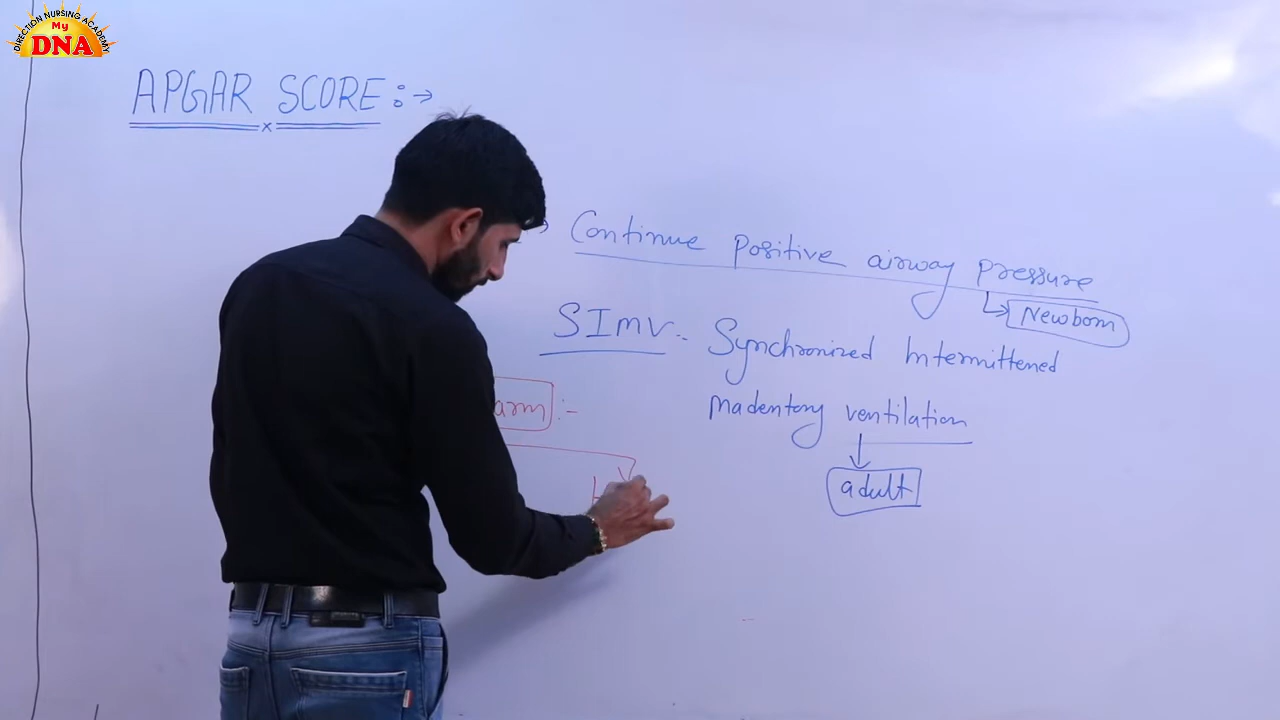 DIRECTION NURSING ACADEMY
My
DNA
APGAR SCORE :→
Continue Positive airway Pressure
Newborn
SImV :- Synchronized Intermittened
madentory ventilation
arm :-
adult